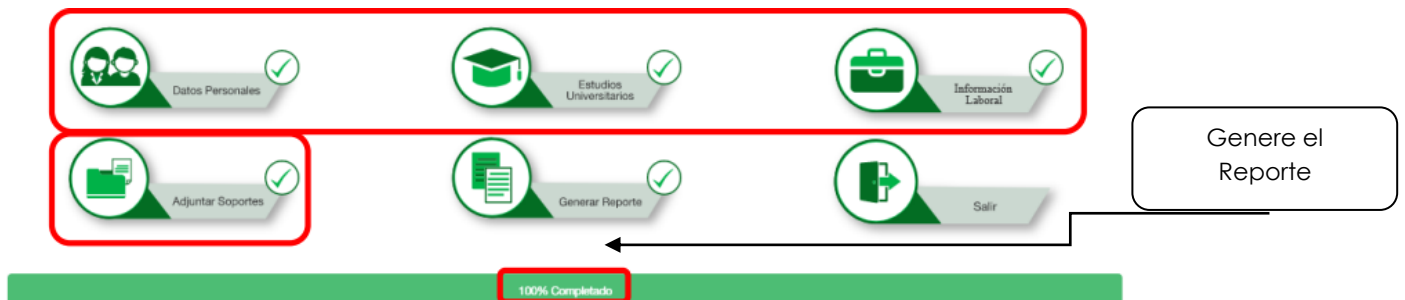 Datos Personales
Estudios
Universitarios
Información
Laboral
Genere el
Reporte
Adjuntar Soportes
Generar Reporte
Salir
100% Completado